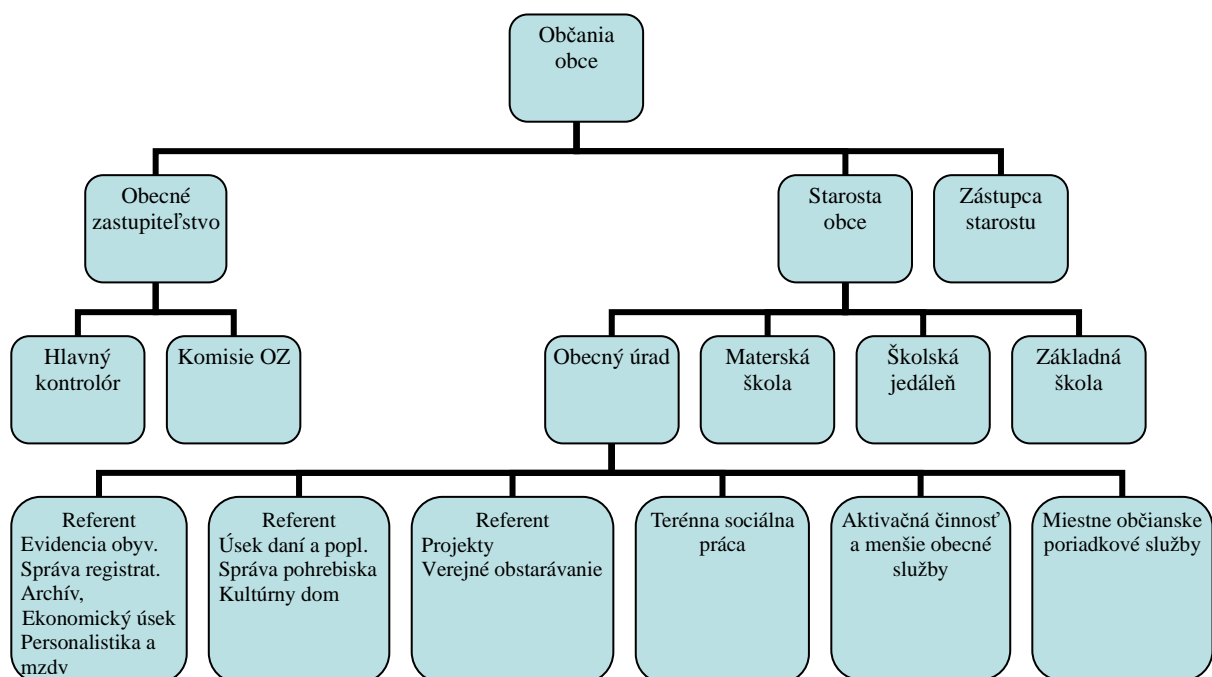 Občania
obce
Obecné
zastupiteľstvo
Starosta
obce
Zástupca
starostu
Hlavný
kontrolór
Komisie OZ
Obecný úrad
Materská
škola
Školská
jedáleň
Základná
škola
Referent
Evidencia obyv.
Správa registrat.
Archív,
Ekonomický úsek
Personalistika a
mzdy
Referent
Úsek daní a popl.
Správa pohrebiska
Kultúrny dom
Referent
Projekty
Verejné obstarávanie
Terénna sociálna
práca
Aktivačná činnosť
a menšie obecné
služby
Miestne občianske
poriadkové služby